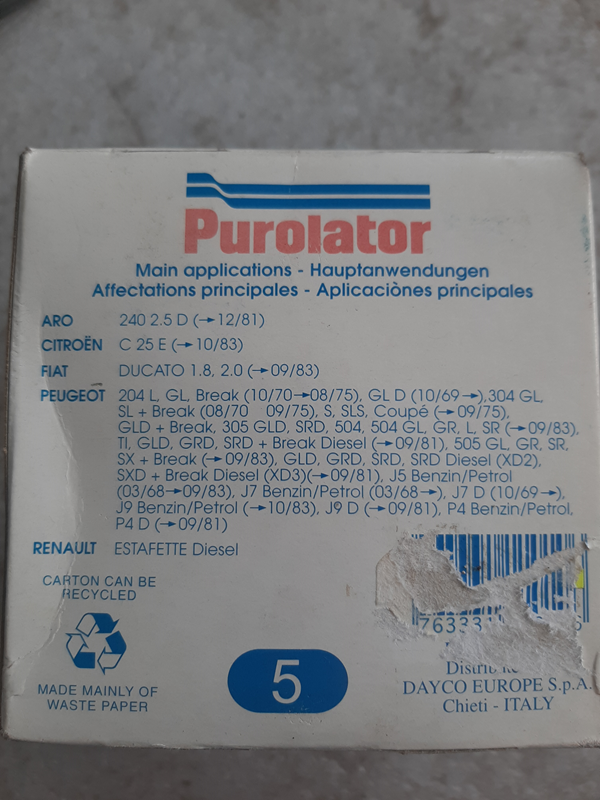 Purolator
Main applications - Hauptanwendungen
Affectations principales - Aplicaciònes principales
ARO 240 2.5 D (→12/81)
CITROËN C 25 E (→10/83)
FIAT DUCATO 1.8, 2.0 (→09/83)
PEUGEOT 204 L, GL, Break (10/70→08/75), GL D (10/69→),304 GL,
SL + Break (08/70 09/75), S, SLS, Coupé (→09/75),
GLD + Break, 305 GLD, SRD, 504, 504 GL, GR, L, SR (→09/83),
TI, GLD, GRD, SRD + Break Diesel (→09/81), 505 GL, GR, SR,
SX + Break (→09/83), GLD, GRD, SRD, SRD Diesel (XD2),
SXD + Break Diesel (XD3)(→09/81), J5 Benzin/Petrol
(03/68→09/83), J7 Benzin/Petrol (03/68→), J7 D (10/69→),
J9 Benzin/Petrol (→10/83), J9 D (→09/81), P4 Benzin/Petrol,
P4 D (→09/81)
RENAULT ESTAFETTE Diesel
CARTON CAN BE
RECYCLED
MADE MAINLY OF
WASTE PAPER
5
DAYCO EUROPE S.p.A.
Chieti - ITALY